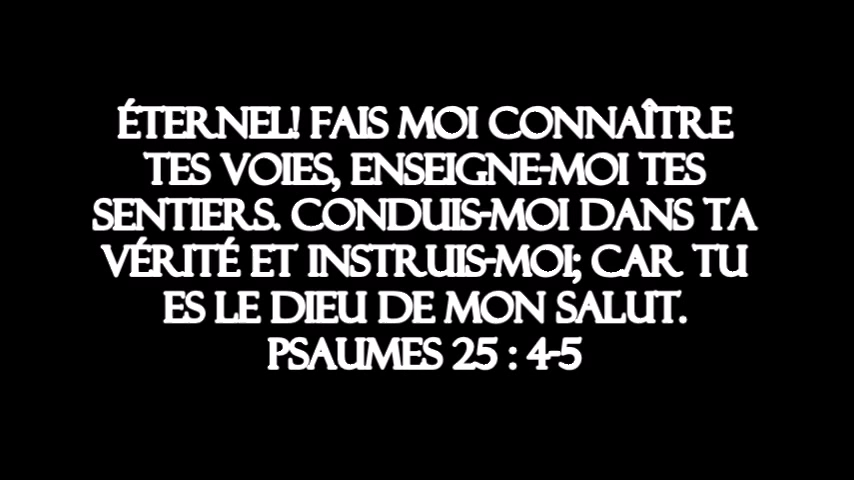 ÉTERNEL! FAIS MOI CONNAÎTRE
TES VOIES, ENSEIGNE-MOI TES
SENTIERS. CONDUIS-MOI DANS TA
VÉRITÉ ET INSTRUIS-MOI; CAR TU
ES LE DIEU DE MON SALUT.
PSAUMES 25 : 4-5